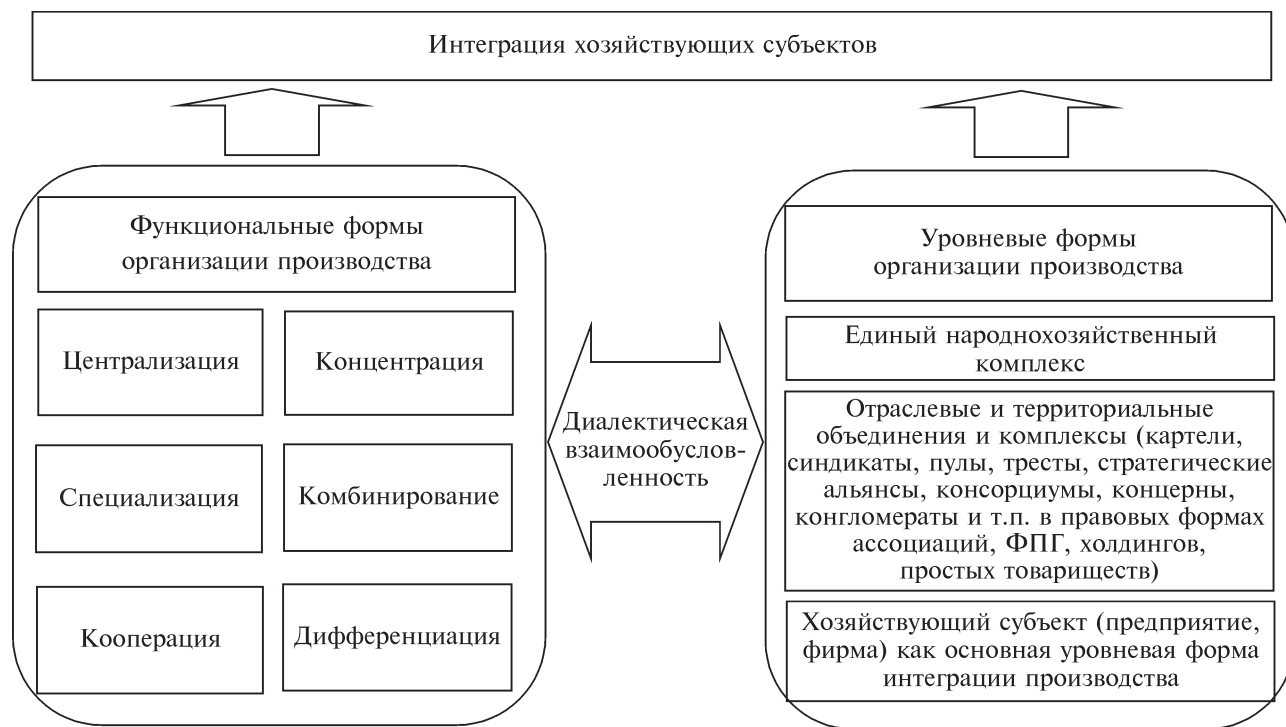 Интеграция хозяйствующих субъектов
Функциональные формы
организации производства
Централизация
Концентрация
Специализация
Комбинирование
Кооперация
Дифференциация
Диалектическая
взаимообуслов-
ленность
Уровневые формы
организации производства
Единый народнохозяйственный
комплекс
Отраслевые и территориальные
объединения и комплексы (картели,
синдикаты, пулы, тресты, стратегические
альянсы, консорциумы, концерны,
конгломераты и т.п. в правовых формах
ассоциаций, ФПГ, холдингов,
простых товариществ)
Хозяйствующий субъект (предприятие,
фирма) как основная уровневая форма
интеграции производства